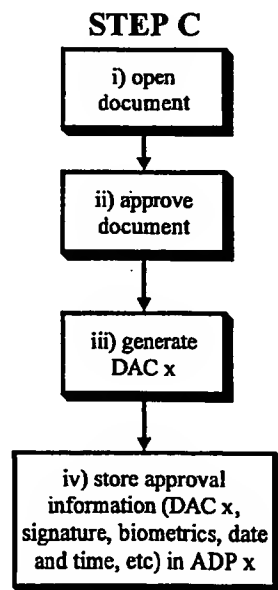 STEP C
i) open
document
ii) approve
document
iii) generate
DAC x
iv) store approval
information (DAC x,
signature, biometrics, date
and time, etc) in ADP x